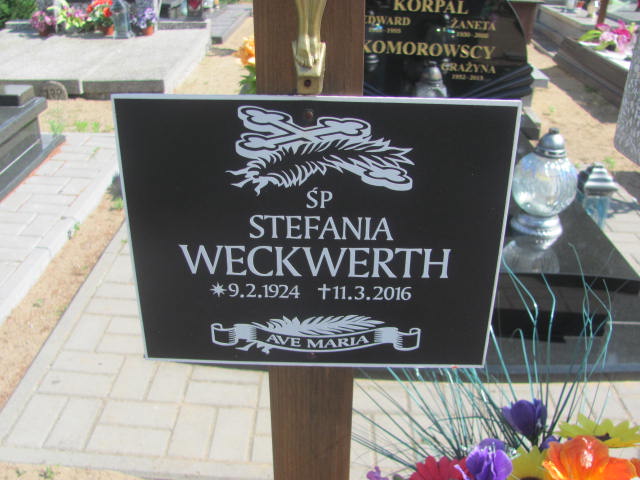 KORPAL
EDWARD ŻANETA
KOMOROWSCY
GRAŻYNA
ŚP
STEFANIA
WECKWERTH
*9.2.1924 †11.3.2016
AVE MARIA